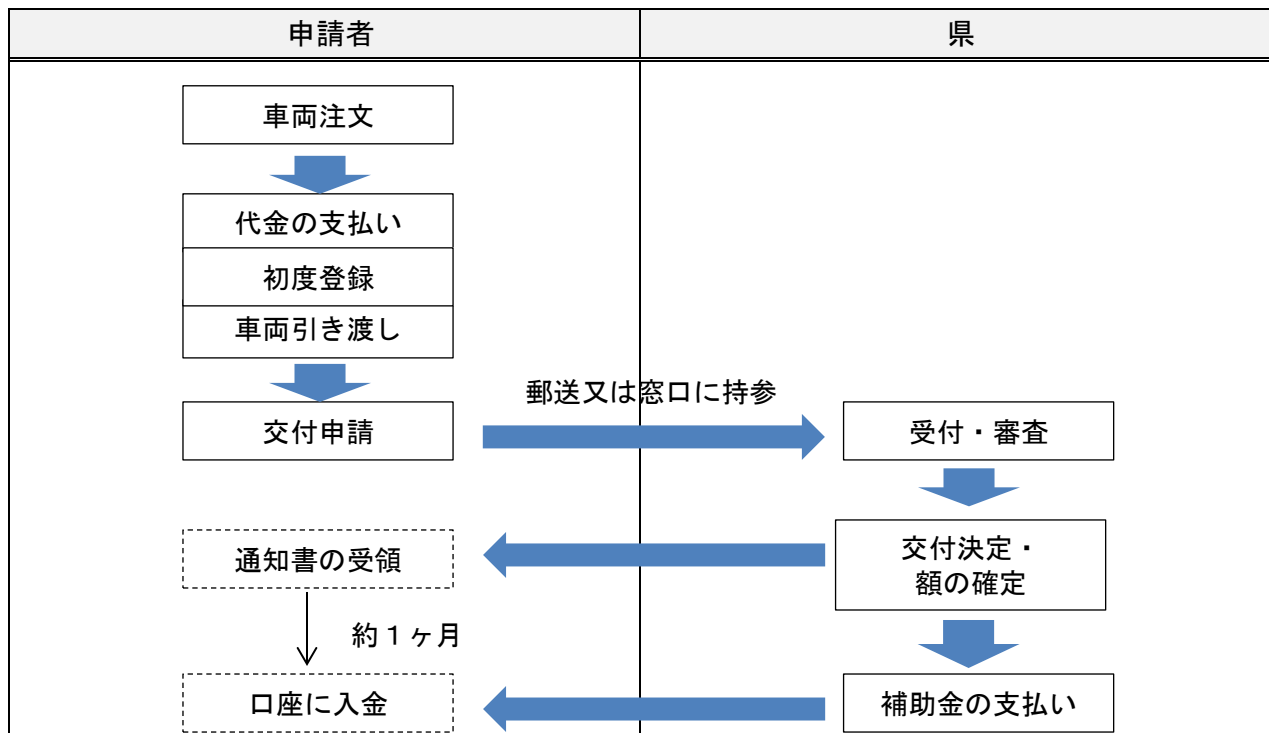 申請者
県
車両注文
代金の支払い
初度登録
車両引き渡し
郵送又は窓口に持参
交付申請
受付・審査
通知書の受領
交付決定・
額の確定
約１ヶ月
口座に入金
補助金の支払い